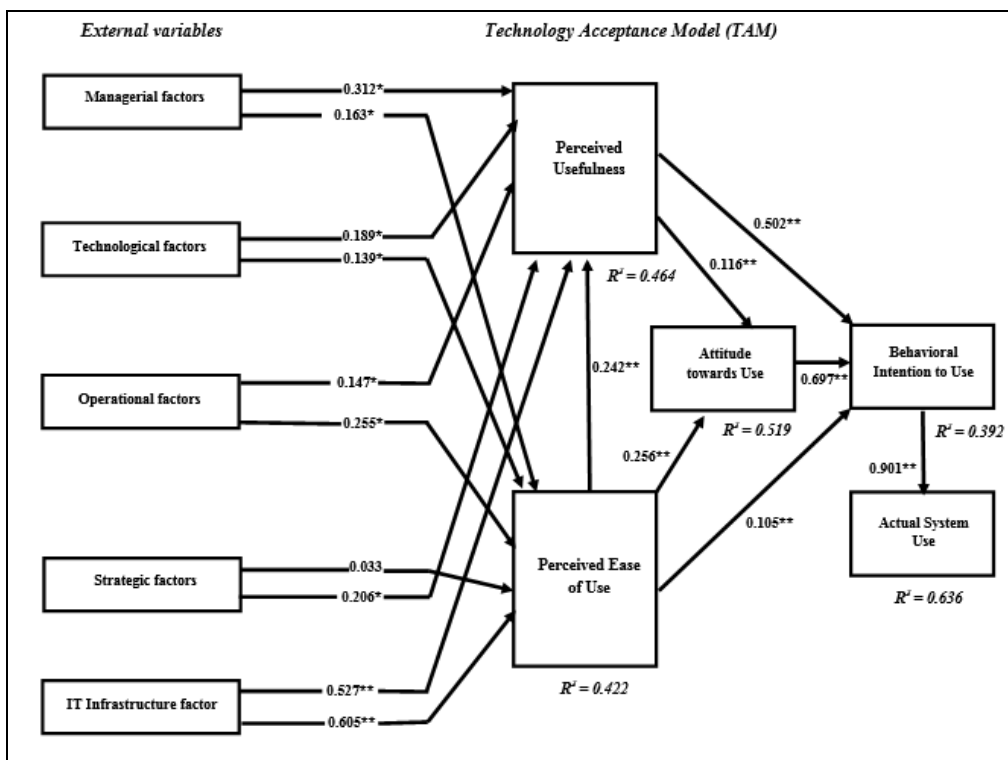 External variables
Technology Acceptance Model (TAM)
Managerial factors
0.312*
0.163*
Perceived
Usefulness
Technological factors
0.189*
0.139*
0.502**
0.116**
R² = 0.464
Operational factors
0.147*
0.255*
0.242**
Attitude
towards Use
0.697**
Behavioral
Intention to Use
R² = 0.519
R² = 0.392
0.256**
0.901**
0.105**
Strategic factors
0.033
0.206*
Perceived Ease
of Use
Actual System
Use
R² = 0.636
IT Infrastructure factor
0.527**
0.605**
R² = 0.422